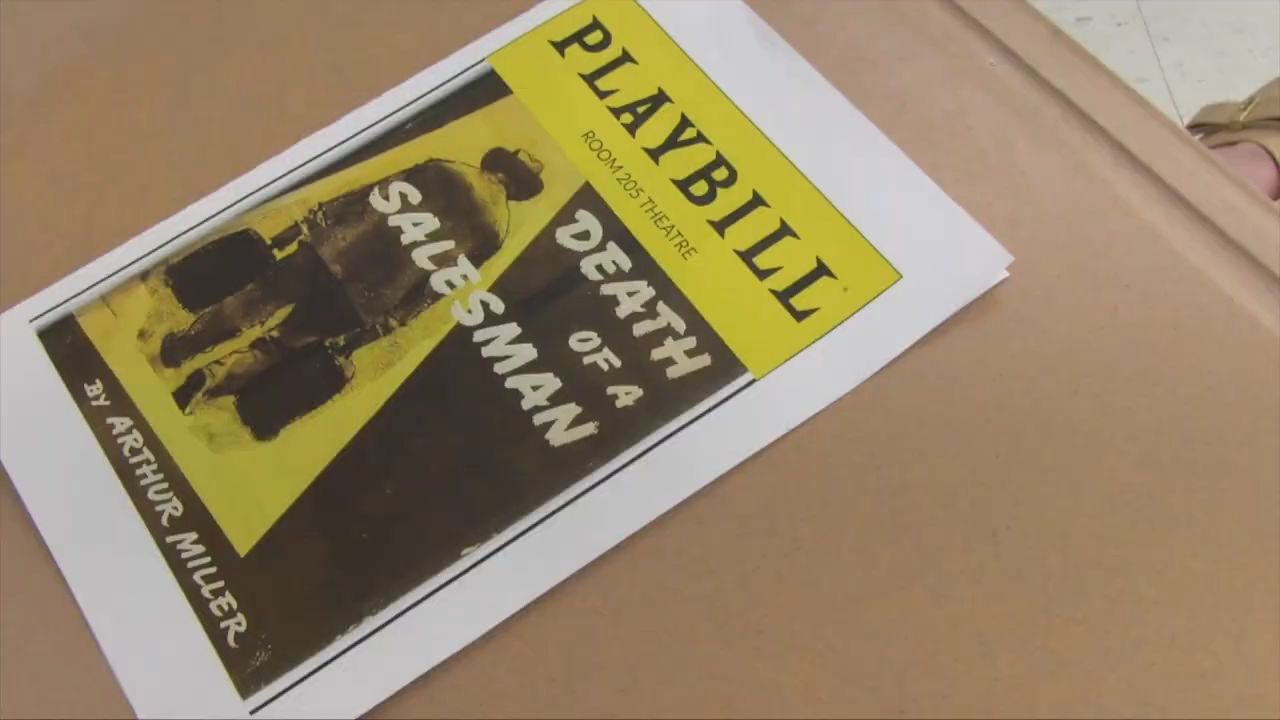 PLAYBILL
ROOM 205 THEATRE
DEATH
OF A
SALESMAN
BY ARTHUR MILLER